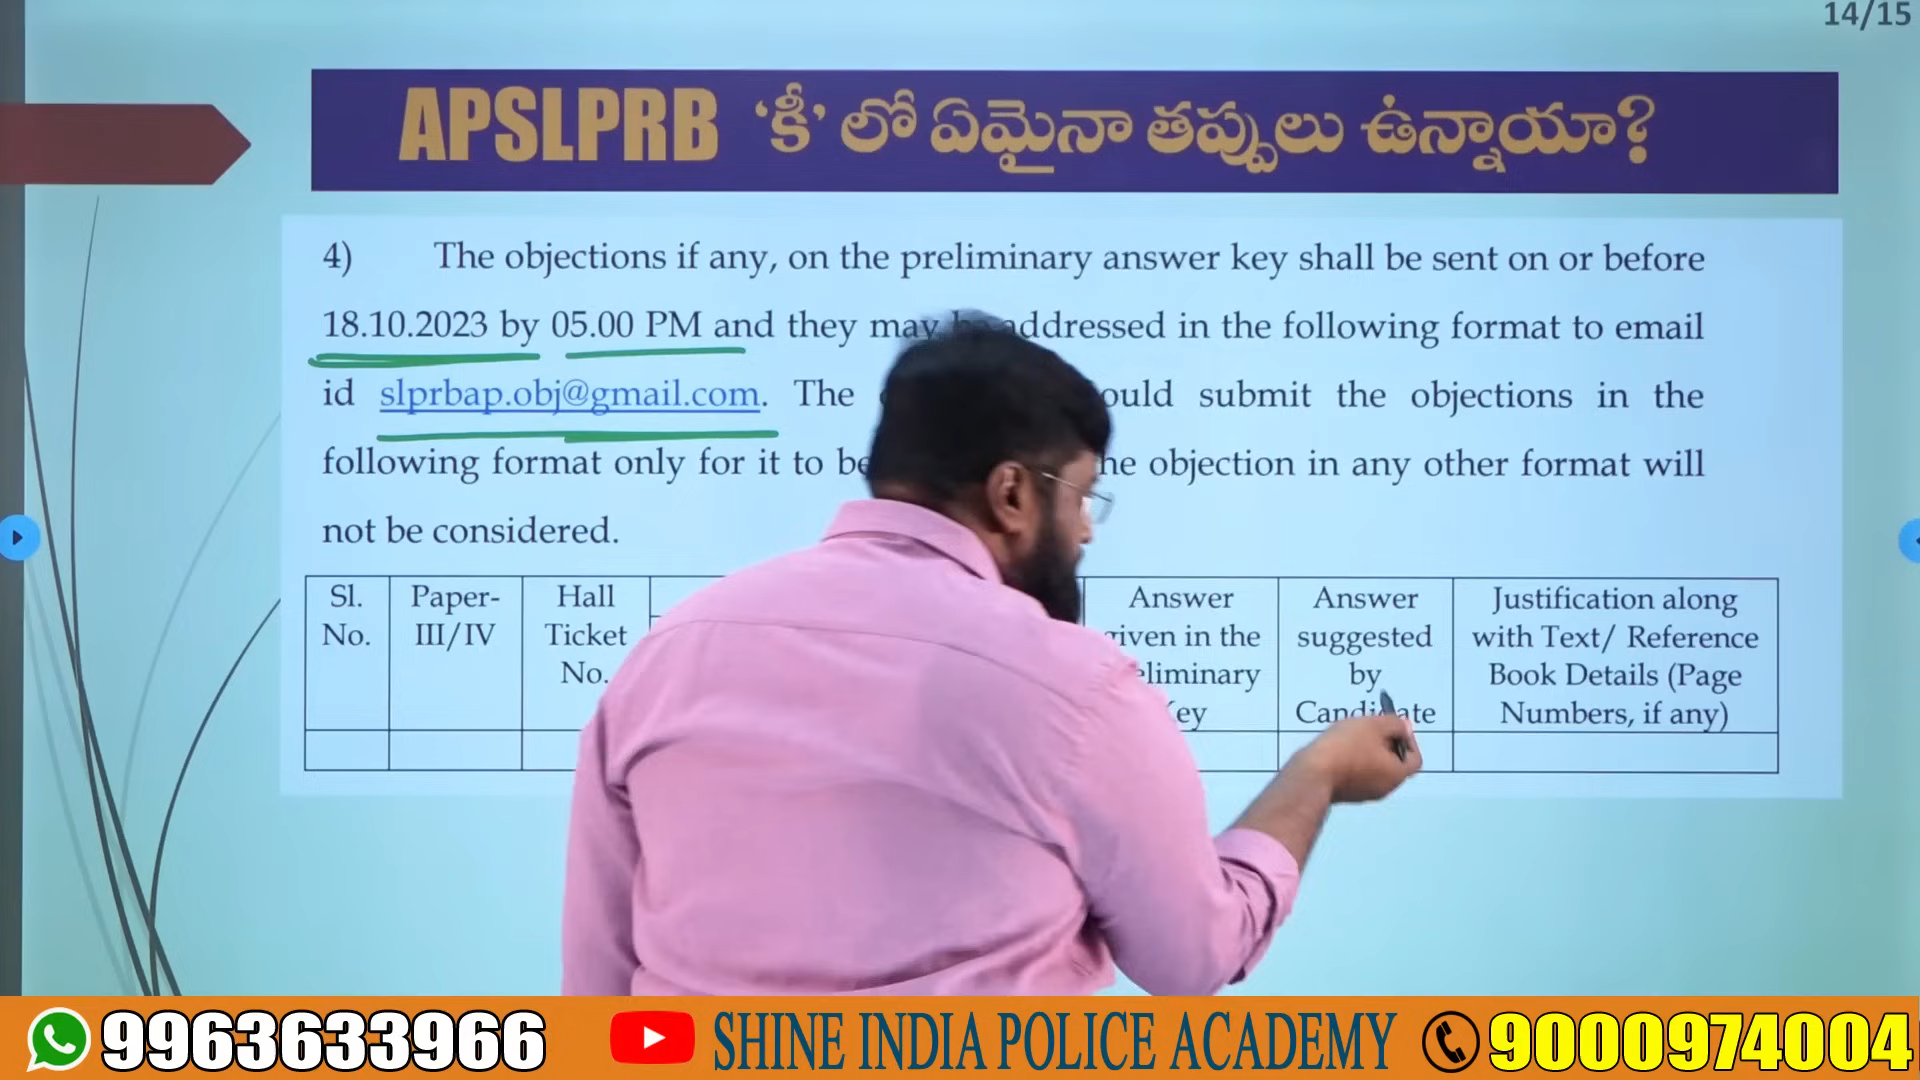 14/15
APSLPRB ‘కీ’ లో ఏమైనా తప్పులు ఉన్నాయా?
4) The objections if any, on the preliminary answer key shall be sent on or before
18.10.2023 by 05.00 PM and they may addressed in the following format to email
id slprbap.obj@gmail.com. The submit the objections in the
following format only for it to objection in any other format will
not be considered.
Sl. Paper- Hall Answer Answer Justification along
No. III/IV Ticket in the suggested with Text/ Reference
No. by Book Details (Page
Candidate Numbers, if any)
9963633966 SHINE INDIA POLICE ACADEMY 9000974004